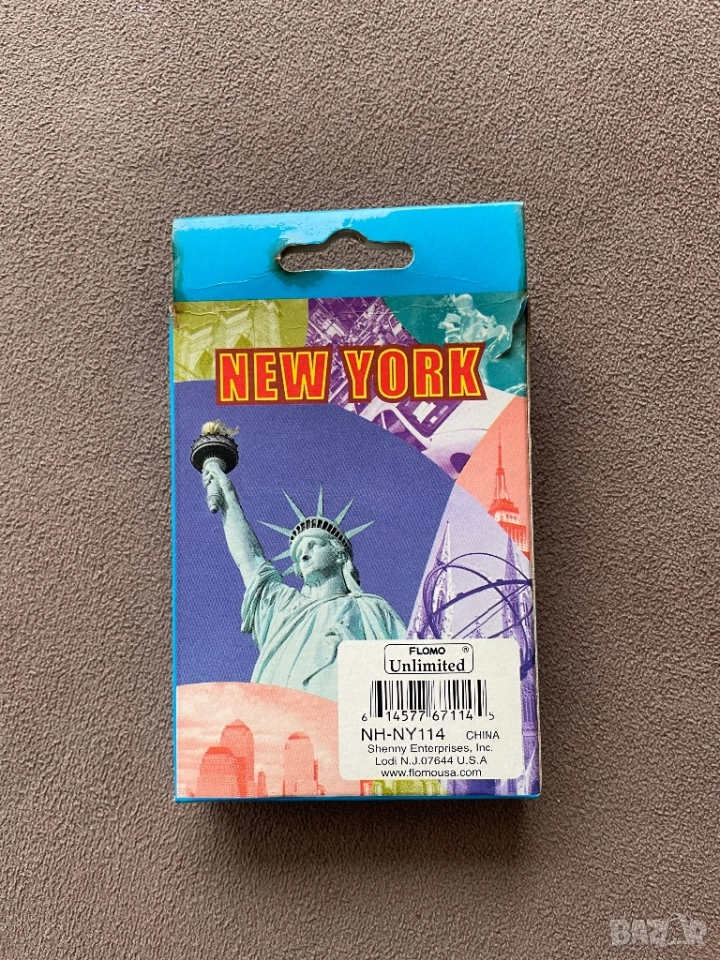 NEW YORK
FLOMO ®
Unlimited
6 14577 67114 5
NH-NY114 CHINA
Shenny Enterprises, Inc.
Lodi N.J.07644 U.S.A
www.flomousa.com
BAZAR